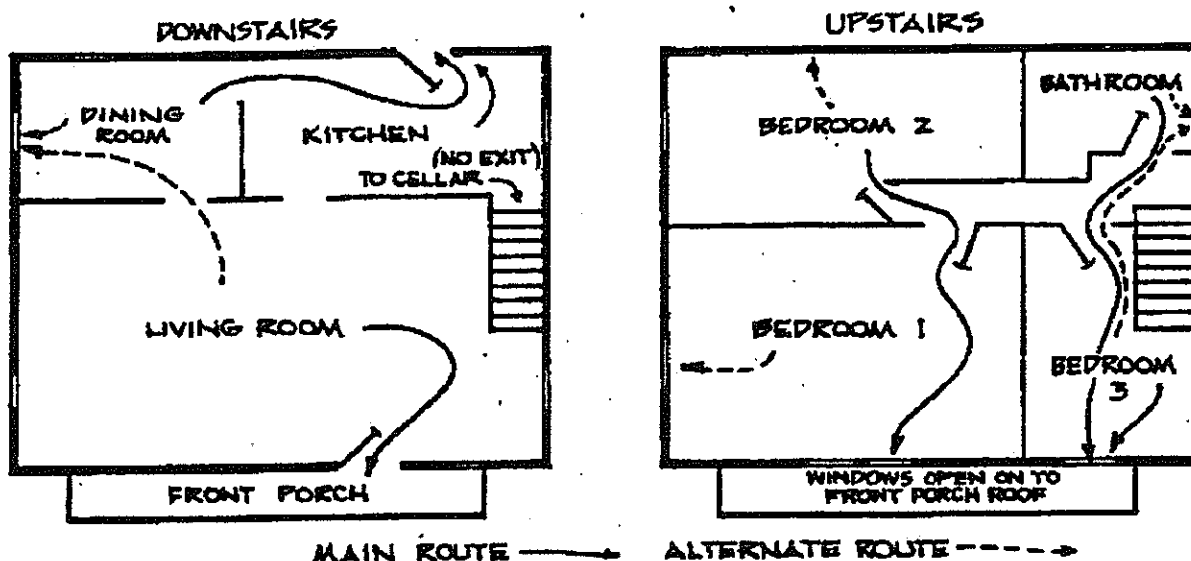 DOWNSTAIRS
DINING
ROOM
KITCHEN
(NO EXIT)
TO CELLAR
LIVING ROOM
FRONT PORCH
UPSTAIRS
BATHROOM
BEDROOM 2
BEDROOM 1
BEDROOM
3
WINDOWS OPEN ON TO
FRONT PORCH ROOF
MAIN ROUTE
ALTERNATE ROUTE